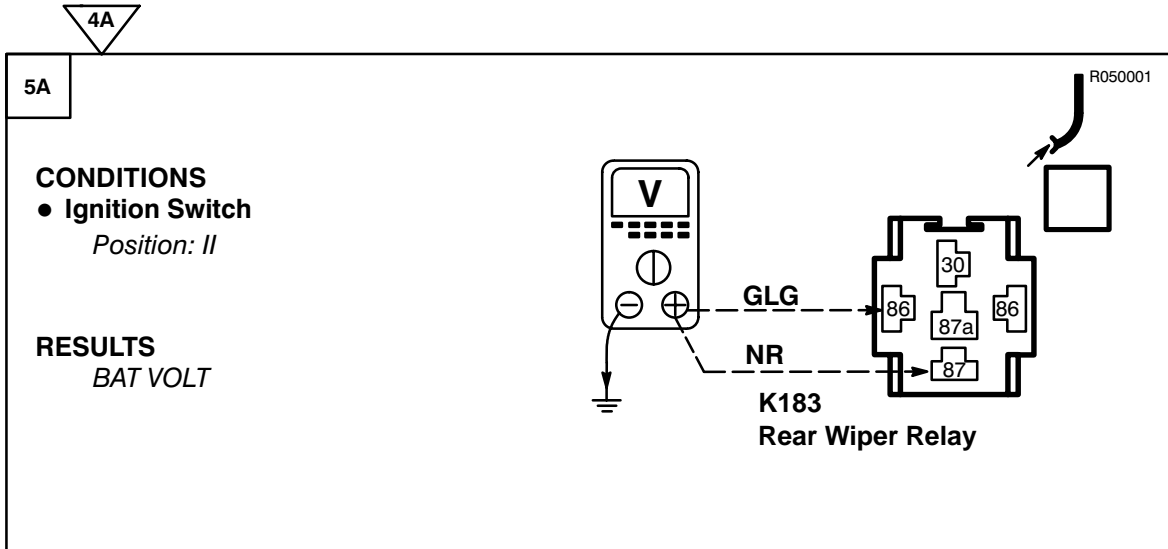 4A
5A
R050001
CONDITIONS
● Ignition Switch
Position: II
RESULTS
BAT VOLT
V
GLG
NR
30
86
87a
86
87
K183
Rear Wiper Relay